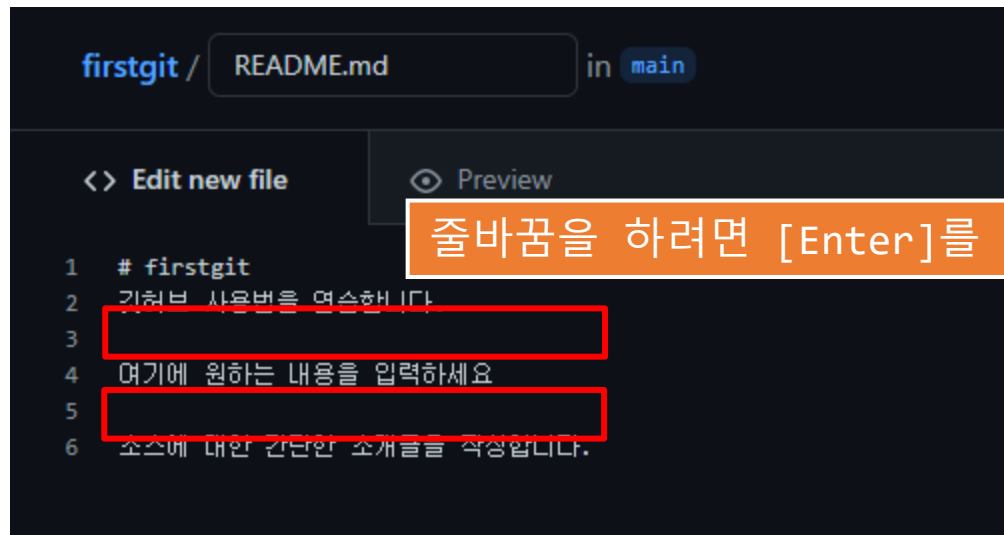 firstgit / README.md in main
<> Edit new file Preview
줄바꿈을 하려면 [Enter]를
1 # firstgit
2 깃허브 사용법을 연습합니다.
3
4 여기에 원하는 내용을 입력하세요
5
6 소스에 대한 간단한 소개글을 작성합니다.